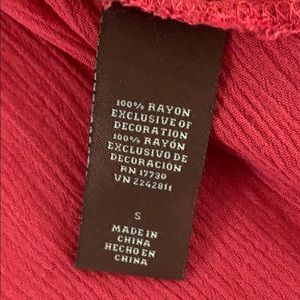 100% RAYON
EXCLUSIVE OF
DECORATION
100% RAYON
EXCLUSIVO DE
DECORACION
RN 17730
VN 2242811
S
MADE IN
CHINA
HECHO EN
CHINA